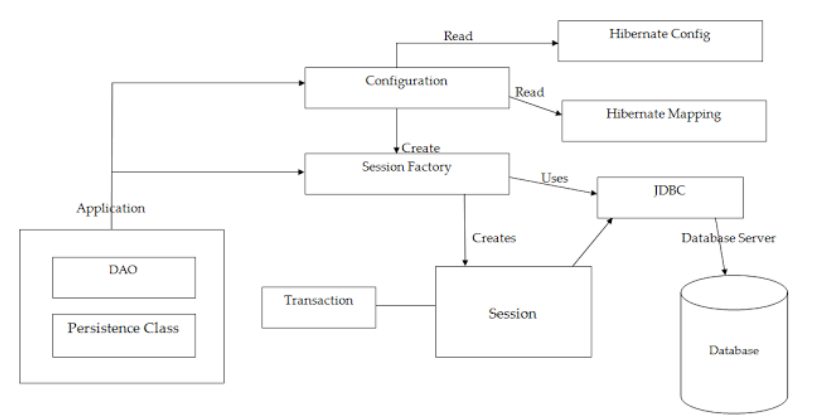 Read
Hibernate Config
Configuration
Read
Hibernate Mapping
Create
Session Factory
Uses
JDBC
Application
Creates
Database Server
DAO
Transaction
Session
Persistence Class
Database